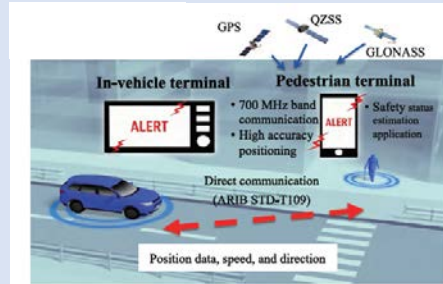 GPS
QZSS
GLONASS
In-vehicle terminal
Pedestrian terminal
ALERT
• 700 MHz band
communication
• High accuracy
positioning
ALERT
• Safety status
estimation
application
Direct communication
(ARIB STD-T109)
Position data, speed, and direction